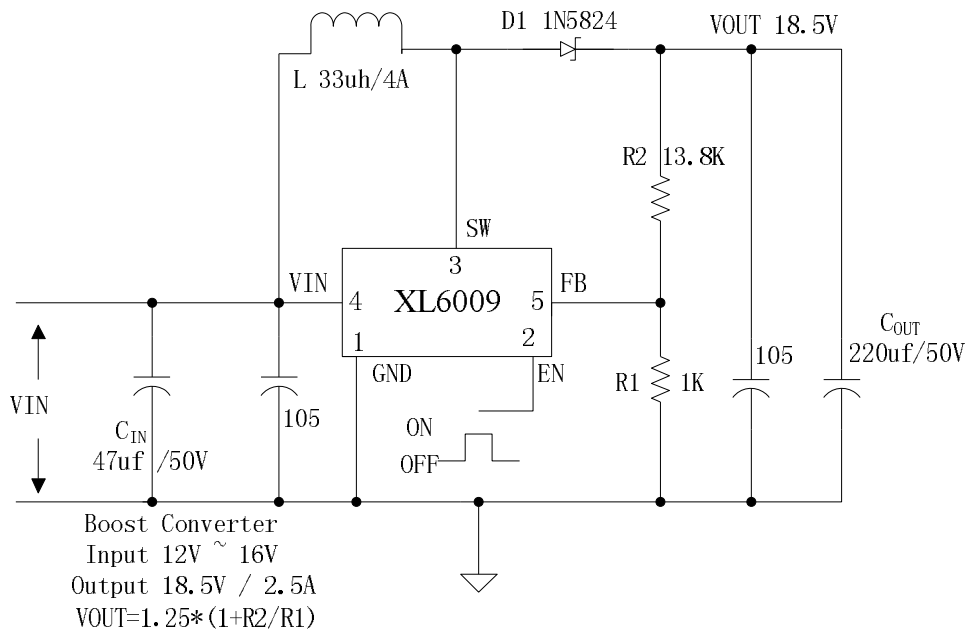 D1 1N5824
VOUT 18.5V
L 33uh/4A
R2 13.8K
SW
3
VIN
4
XL6009
5
FB
1
2
GND
EN
COUT
220uf/50V
105
R1 1K
VIN
CIN
47uf /50V
105
ON
OFF
Boost Converter
Input 12V ~ 16V
Output 18.5V / 2.5A
VOUT=1.25*(1+R2/R1)